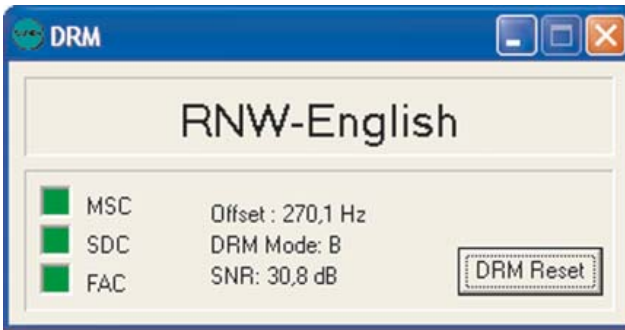 DRM
RNW-English
MSC
SDC
FAC
Offset : 270,1 Hz
DRM Mode: B
SNR: 30,8 dB
DRM Reset